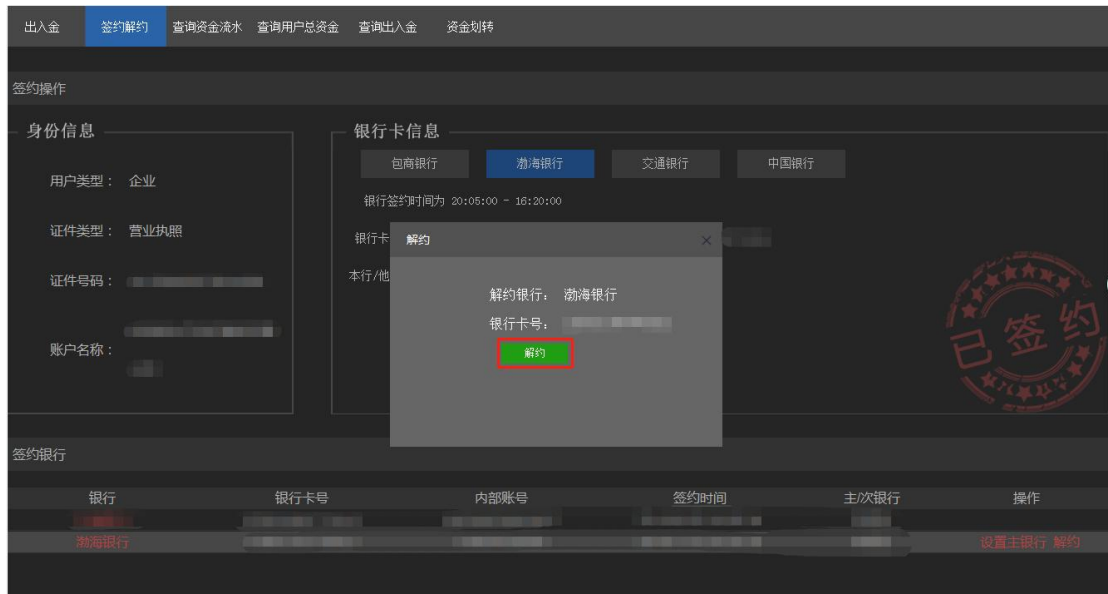 出入金 签约解约 查询资金流水 查询用户总资金 查询出入金 资金划转
签约操作
身份信息
用户类型： 企业
证件类型： 营业执照
证件号码：
账户名称：
银行卡信息
包商银行 渤海银行 交通银行 中国银行
银行签约时间为 20:05:00 - 16:20:00
银行卡
本行/他
解约 ×
解约银行： 渤海银行
银行卡号：
解约
已签约
签约银行
银行 银行卡号 内部账号 签约时间 主/次银行 操作
渤海银行 设置主银行 解约